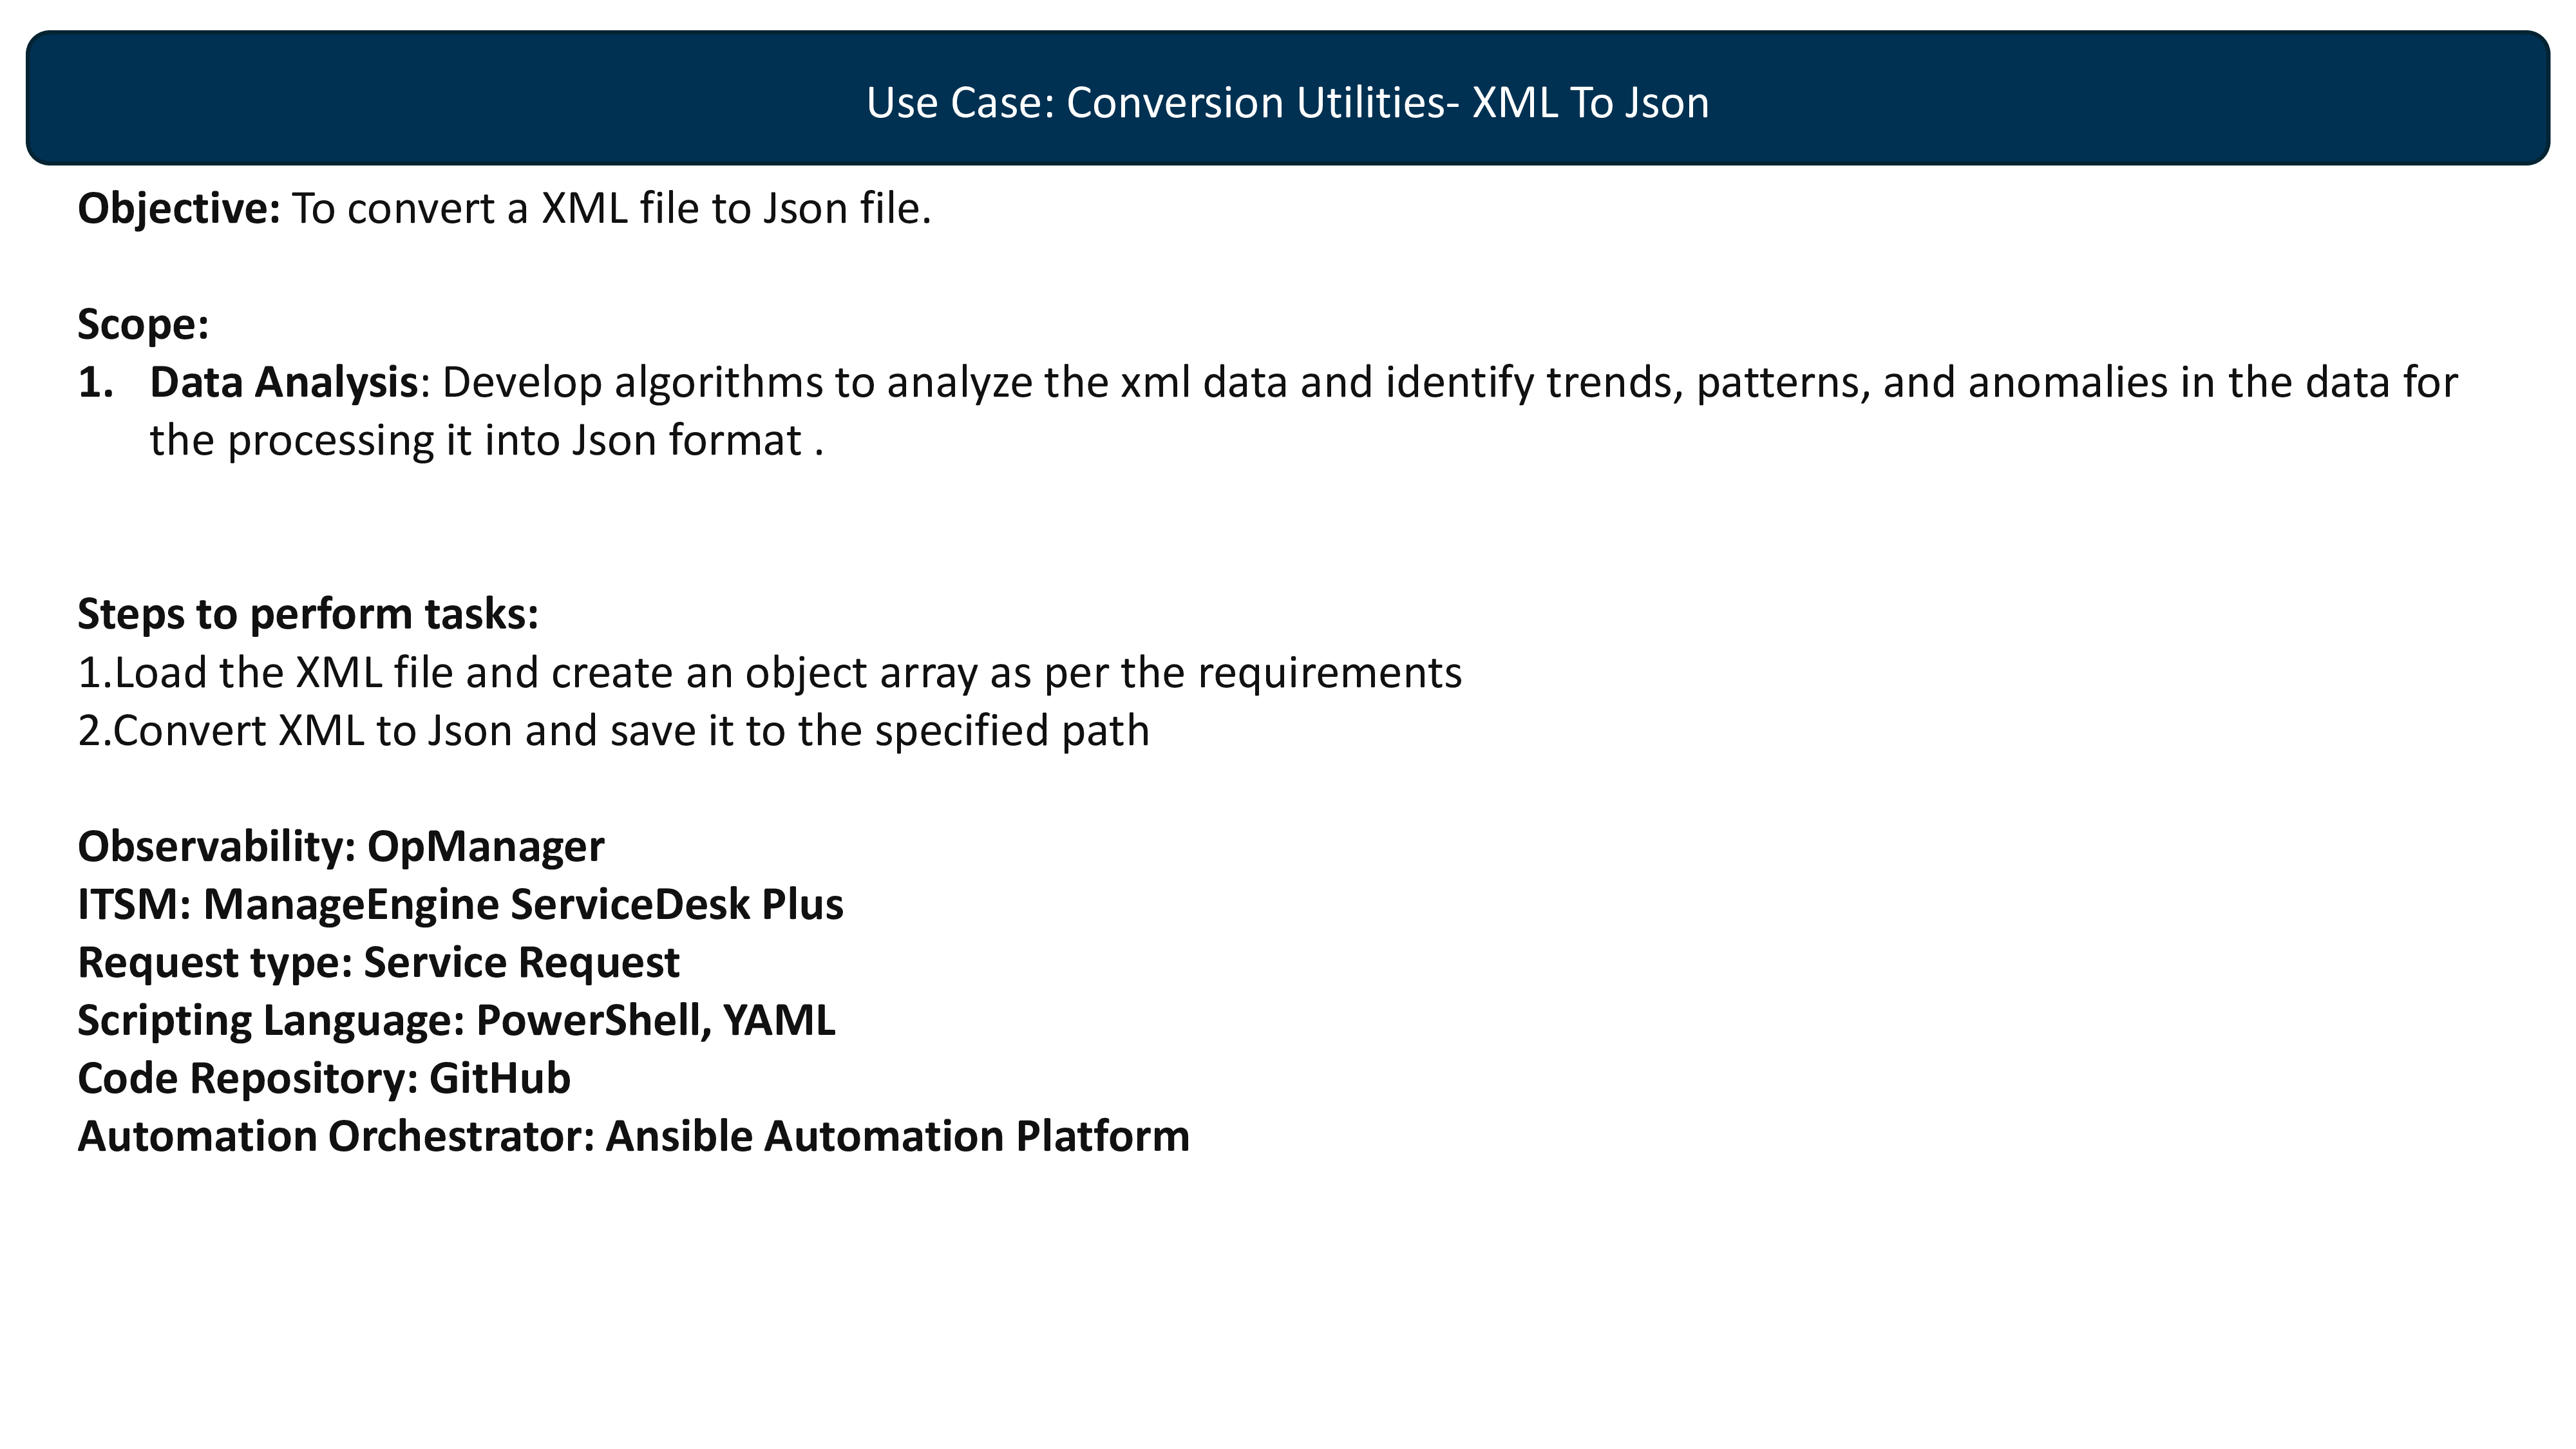 Use Case: Conversion Utilities- XML To Json
Objective: To convert a XML file to Json file.
Scope:
1. Data Analysis: Develop algorithms to analyze the xml data and identify trends, patterns, and anomalies in the data for
the processing it into Json format .
Steps to perform tasks:
1.Load the XML file and create an object array as per the requirements
2.Convert XML to Json and save it to the specified path
Observability: OpManager
ITSM: ManageEngine ServiceDesk Plus
Request type: Service Request
Scripting Language: PowerShell, YAML
Code Repository: GitHub
Automation Orchestrator: Ansible Automation Platform